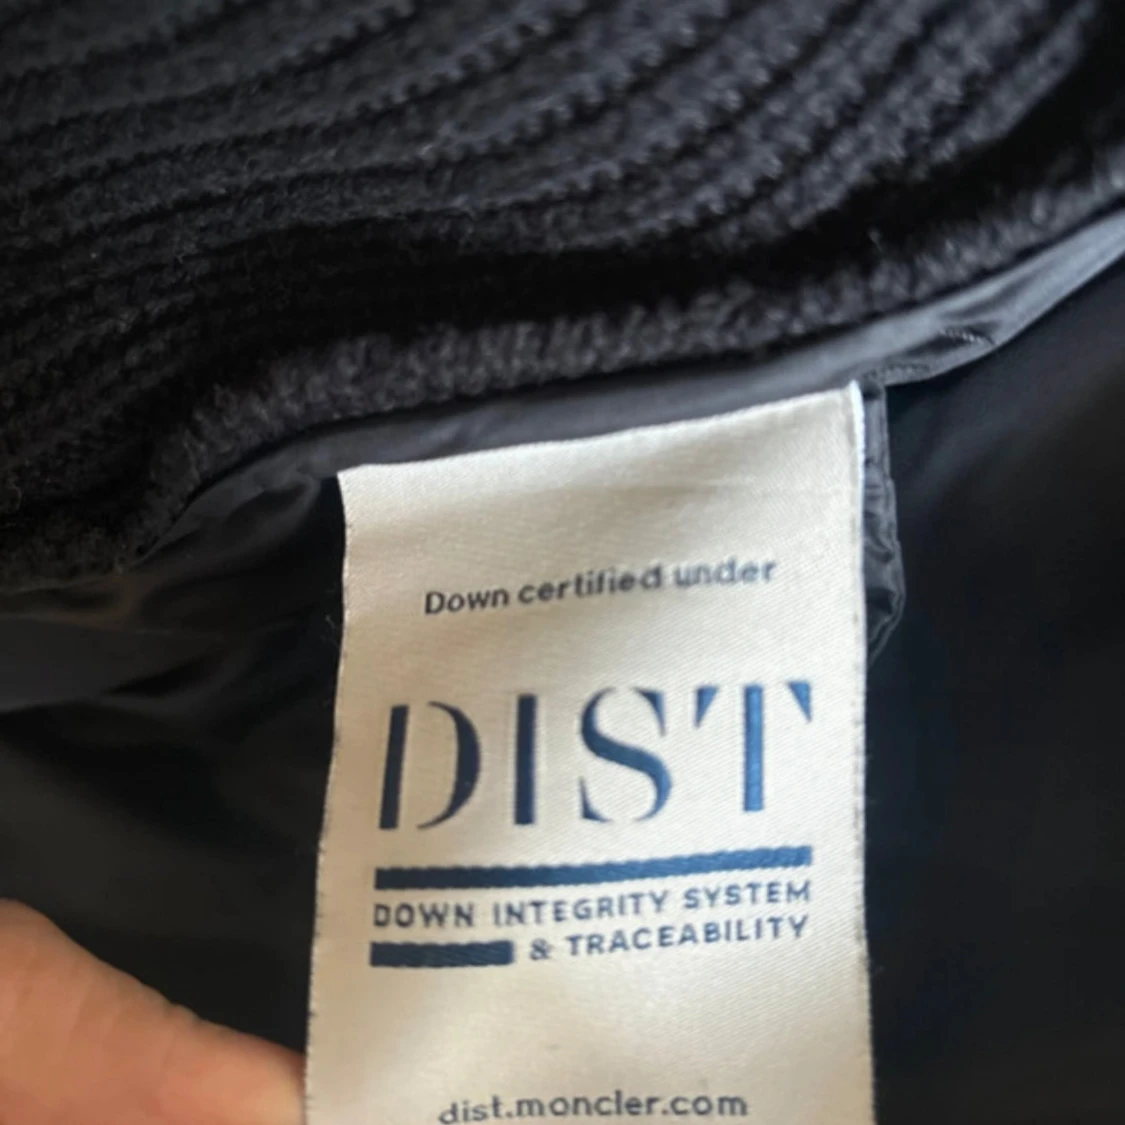 Down certified under
DIST
DOWN INTEGRITY SYSTEM
& TRACEABILITY
dist.moncler.com